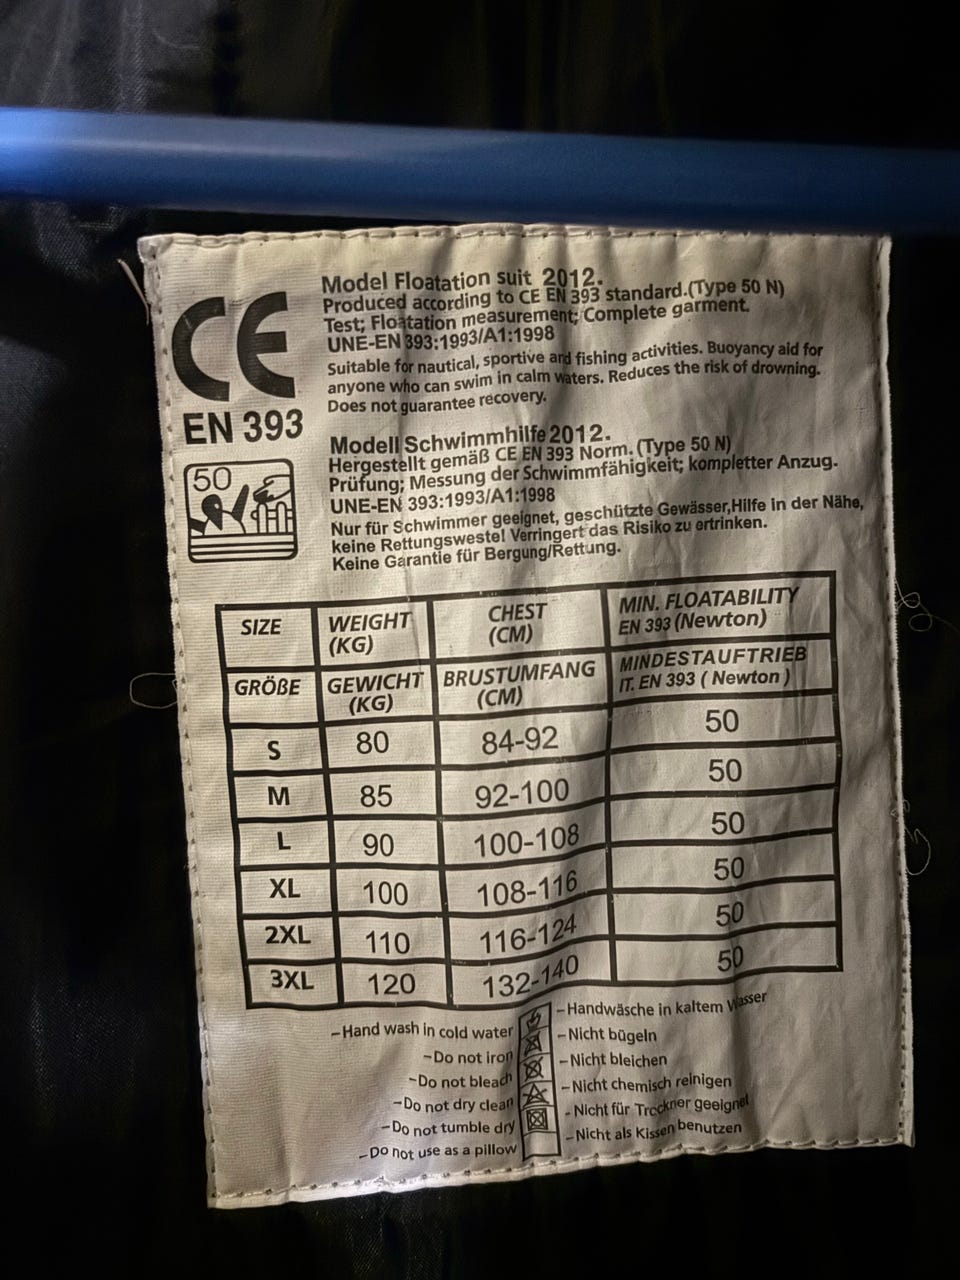 CE
EN 393
50
Model Floatation suit 2012.
Produced according to CE EN 393 standard.(Type 50 N)
Test; Floatation measurement; Complete garment.
UNE-EN 393:1993/A1:1998
Suitable for nautical, sportive and fishing activities. Buoyancy aid for
anyone who can swim in calm waters. Reduces the risk of drowning.
Does not guarantee recovery.
Modell Schwimmhilfe 2012.
Hergestellt gemäß CE EN 393 Norm. (Type 50 N)
Prüfung; Messung der Schwimmfähigkeit; kompletter Anzug.
UNE-EN 393:1993/A1:1998
Nur für Schwimmer geeignet, geschützte Gewässer,Hilfe in der Nähe,
keine Rettungsweste! Verringert das Risiko zu ertrinken.
Keine Garantie für Bergung/Rettung.
SIZE WEIGHT (KG) CHEST (CM) MIN. FLOATABILITY EN 393 (Newton)
GRÖßE GEWICHT (KG) BRUSTUMFANG (CM) MINDESTAUFTRIEB IT. EN 393 ( Newton )
S 80 84-92 50
M 85 92-100 50
L 90 100-108 50
XL 100 108-116 50
2XL 110 116-124 50
3XL 120 132-140 50
–Hand wash in cold water –Handwäsche in kaltem Wasser
–Do not iron –Nicht bügeln
–Do not bleach –Nicht bleichen
–Do not dry clean –Nicht chemisch reinigen
–Do not tumble dry -Nicht für Trockner geeignet
–Do not use as a pillow –Nicht als Kissen benutzen